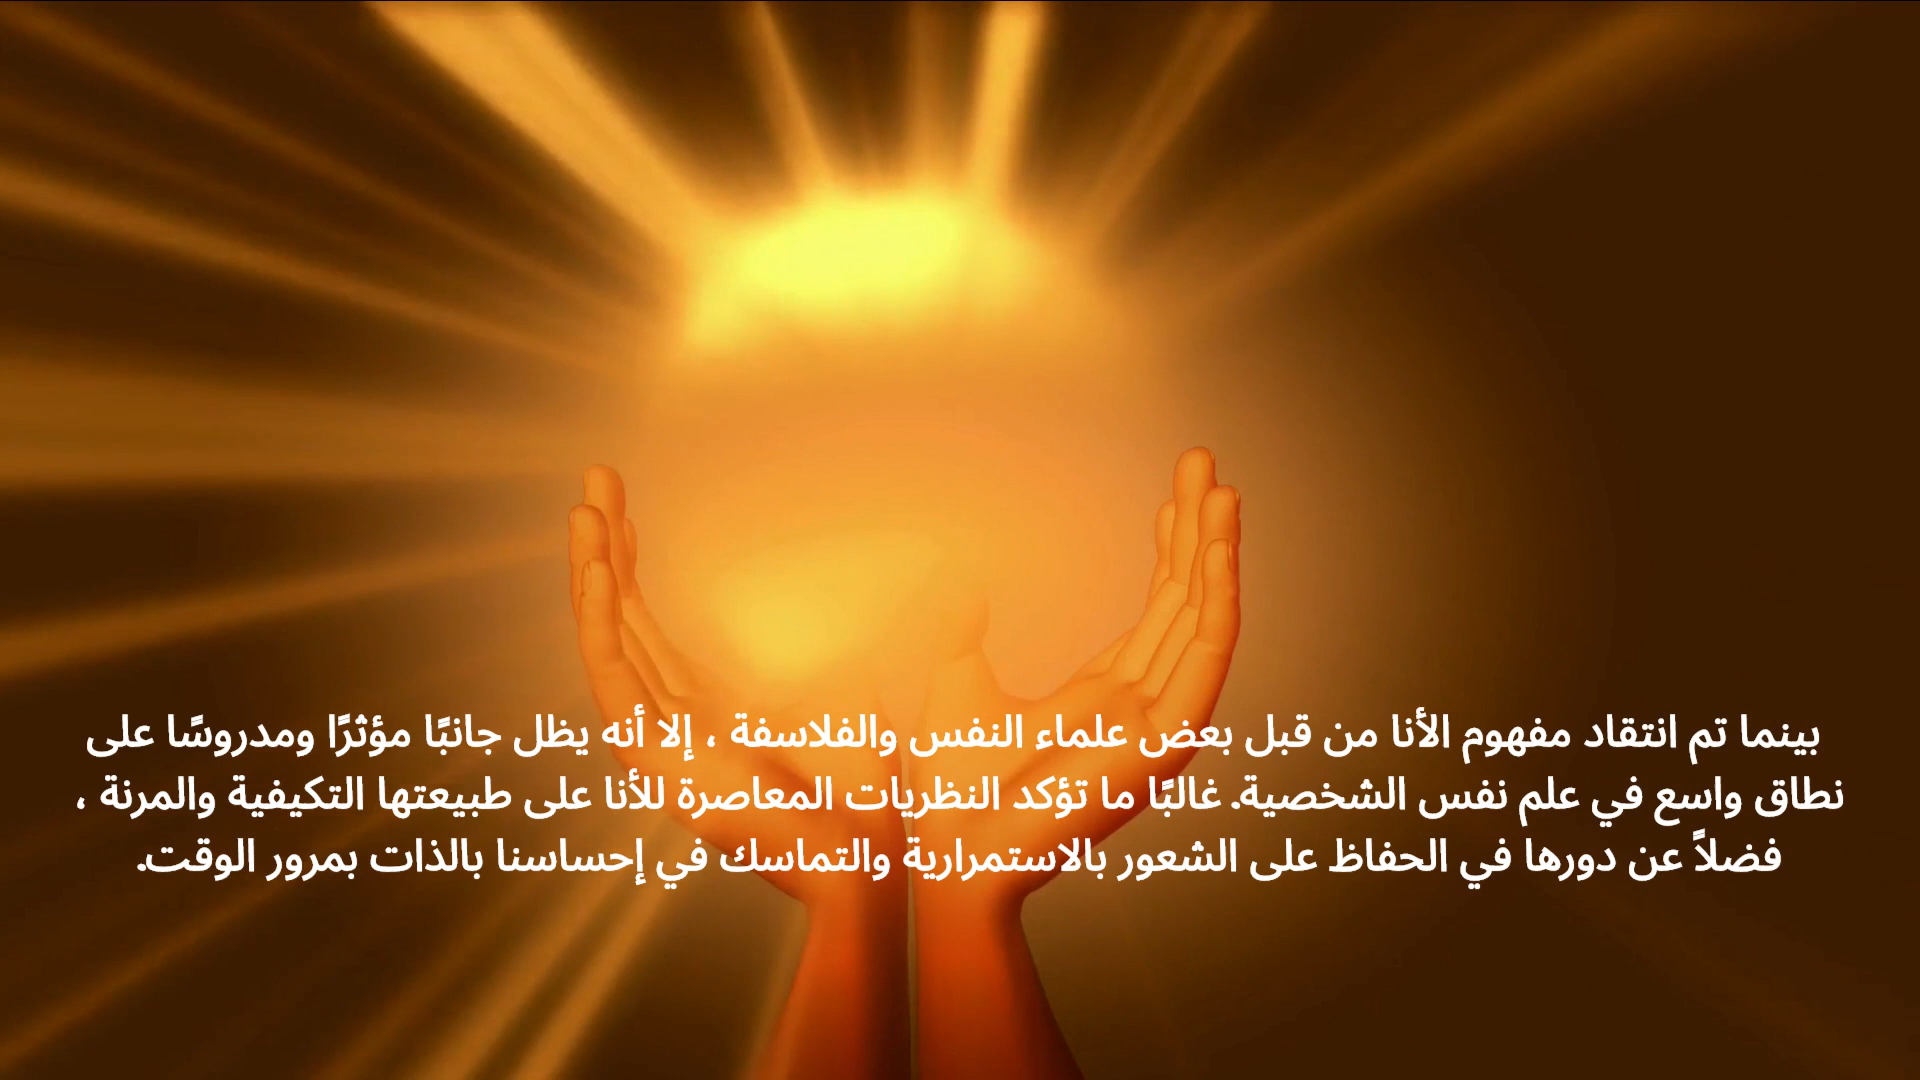 بينما تم انتقاد مفهوم الأنا من قبل بعض علماء النفس والفلاسفة ، إلا أنه يظل جانبًا مؤثرًا ومدروسًا على
نطاق واسع في علم نفس الشخصية. غالبًا ما تؤكد النظريات المعاصرة للأنا على طبيعتها التكيفية والمرنة ،
فضلاً عن دورها في الحفاظ على الشعور بالاستمرارية والتماسك في إحساسنا بالذات بمرور الوقت.